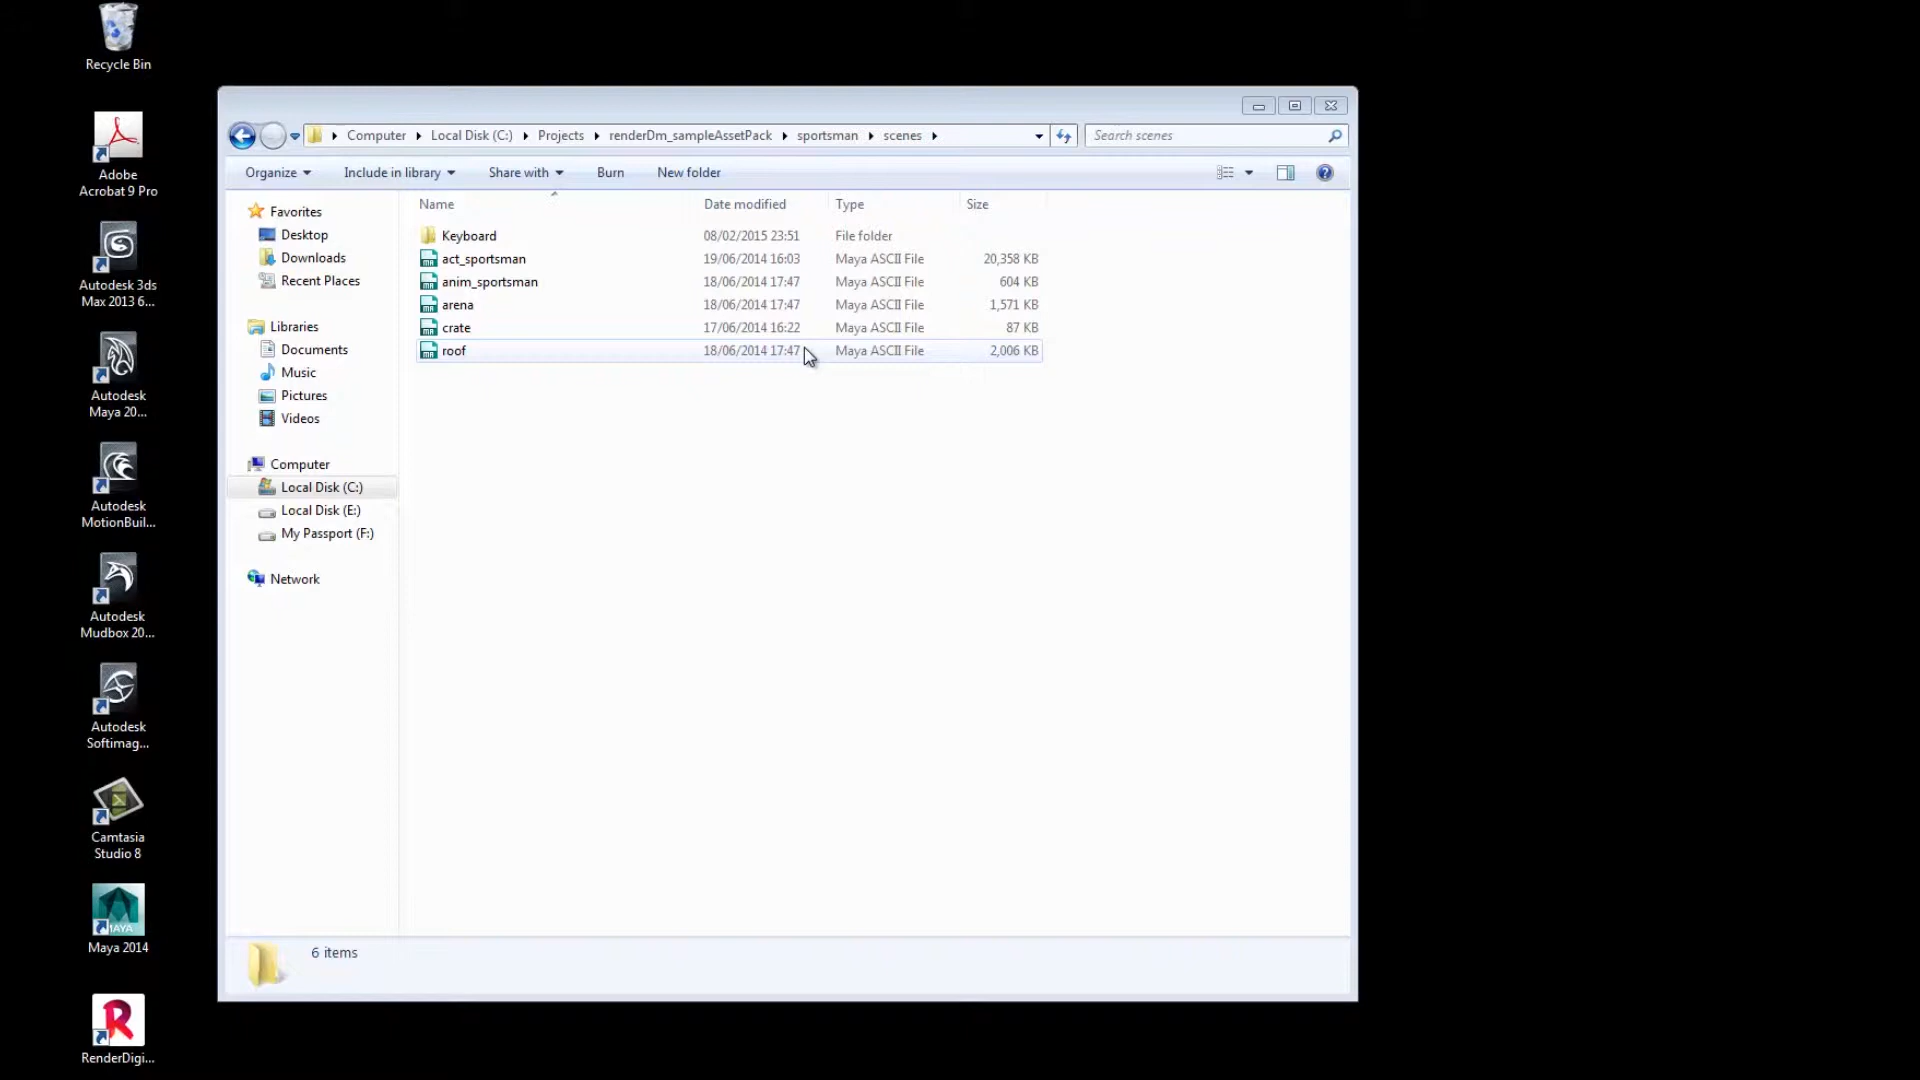 Recycle Bin
Adobe
Acrobat 9 Pro
Autodesk 3ds
Max 2013 6...
Autodesk
Maya 20...
Autodesk
MotionBuil...
Autodesk
Mudbox 20...
Autodesk
Softimag...
Camtasia
Studio 8
MAYA
Maya 2014
R
RenderDigi...
Computer Local Disk (C:) Projects renderDm_sampleAssetPack sportsman scenes
Search scenes
Organize Include in library Share with Burn New folder
Favorites
Desktop
Downloads
Recent Places
Libraries
Documents
Music
Pictures
Videos
Computer
Local Disk (C:)
Local Disk (E:)
My Passport (F:)
Network
Name Date modified Type Size
Keyboard 08/02/2015 23:51 File folder
act_sportsman 19/06/2014 16:03 Maya ASCII File 20,358 KB
anim_sportsman 18/06/2014 17:47 Maya ASCII File 604 KB
arena 18/06/2014 17:47 Maya ASCII File 1,571 KB
crate 17/06/2014 16:22 Maya ASCII File 87 KB
roof 18/06/2014 17:47 Maya ASCII File 2,006 KB
6 items